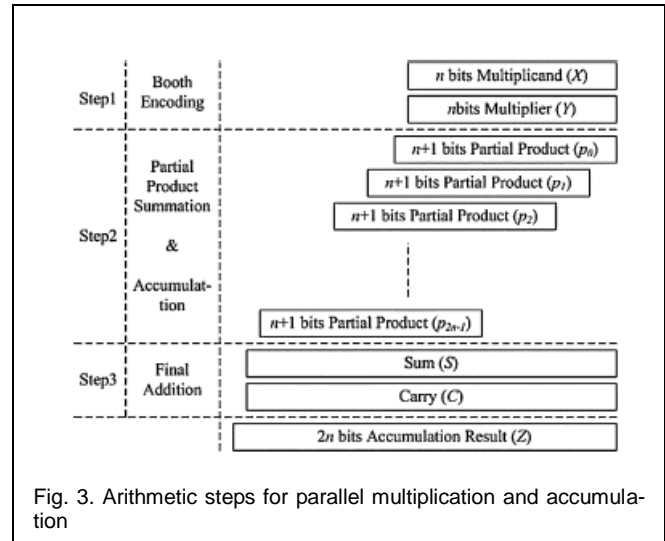 Step1
Booth
Encoding
n bits Multiplicand (X)
nbits Multiplier (Y)
Step2
Partial
Product
Summation
&
Accumulat-
tion
n+1 bits Partial Product (p₀)
n+1 bits Partial Product (p₁)
n+1 bits Partial Product (p₂)
n+1 bits Partial Product (p₂ₙ₋₁)
Step3
Final
Addition
Sum (S)
Carry (C)
2n bits Accumulation Result (Z)
Fig. 3. Arithmetic steps for parallel multiplication and accumula-
tion